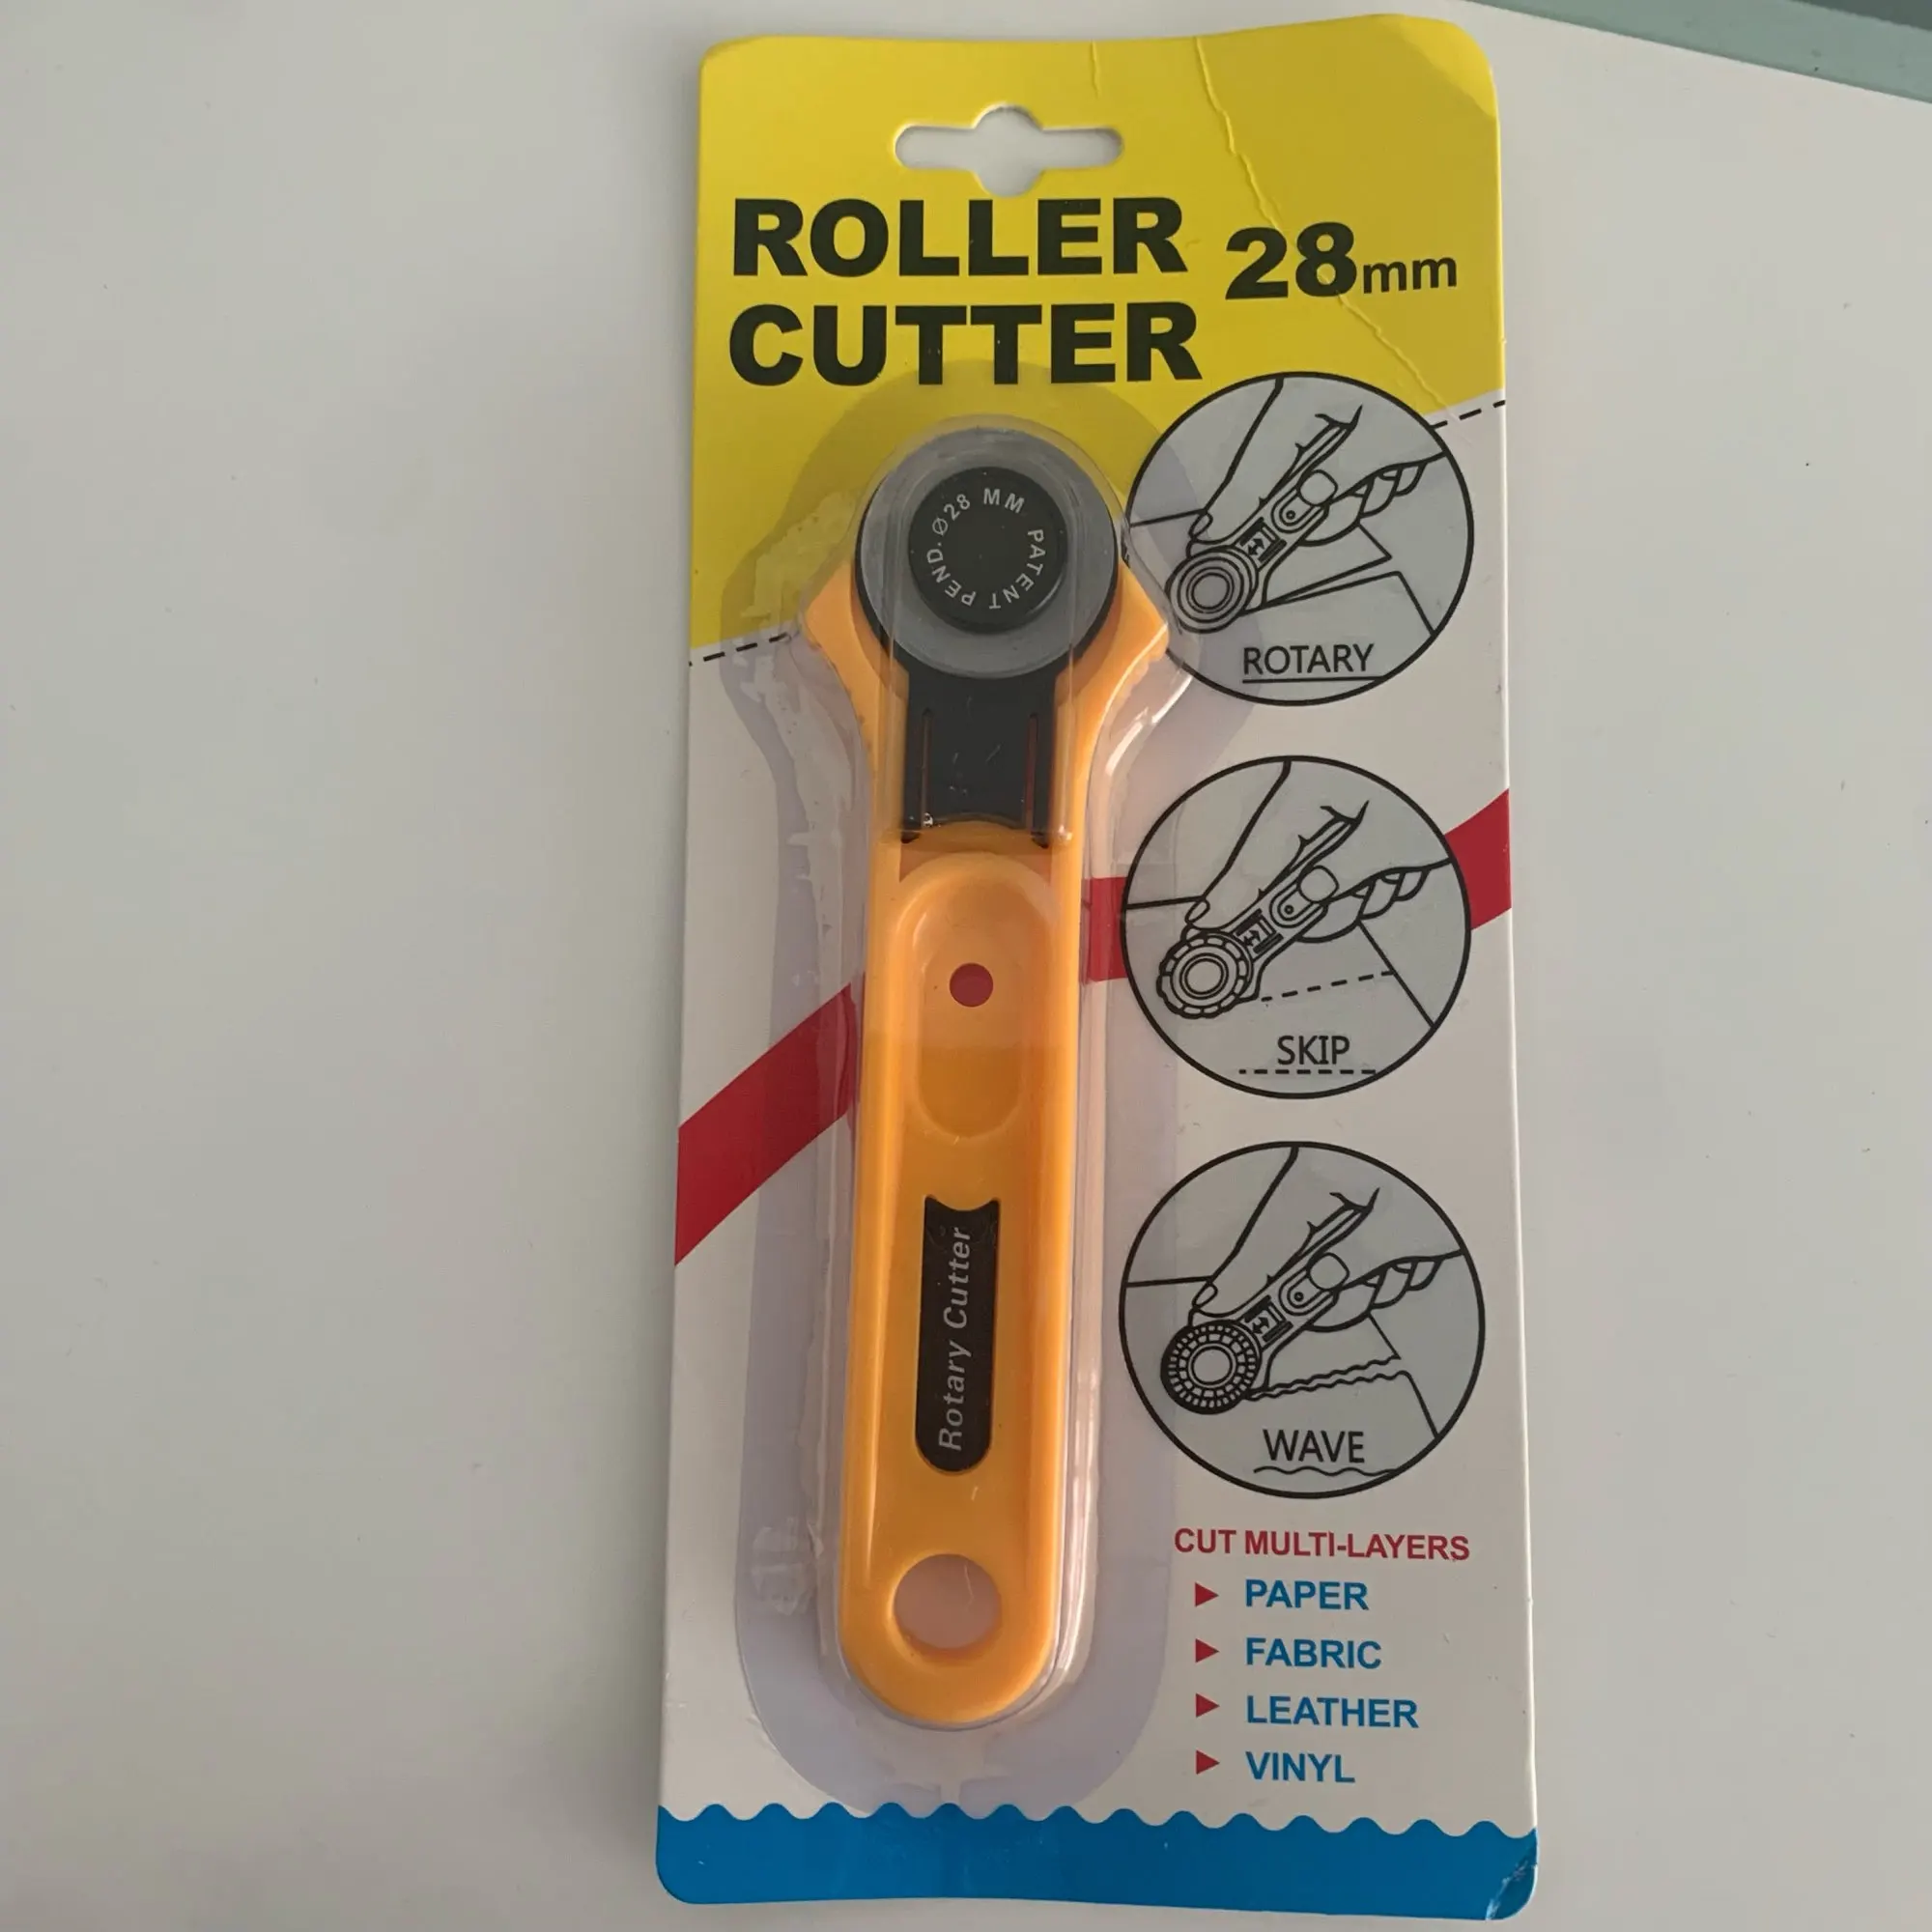 ROLLER
CUTTER
28mm
Ø28 MM PATENT PEND.
ROTARY
SKIP
WAVE
Rotary Cutter
CUT MULTI-LAYERS
PAPER
FABRIC
LEATHER
VINYL